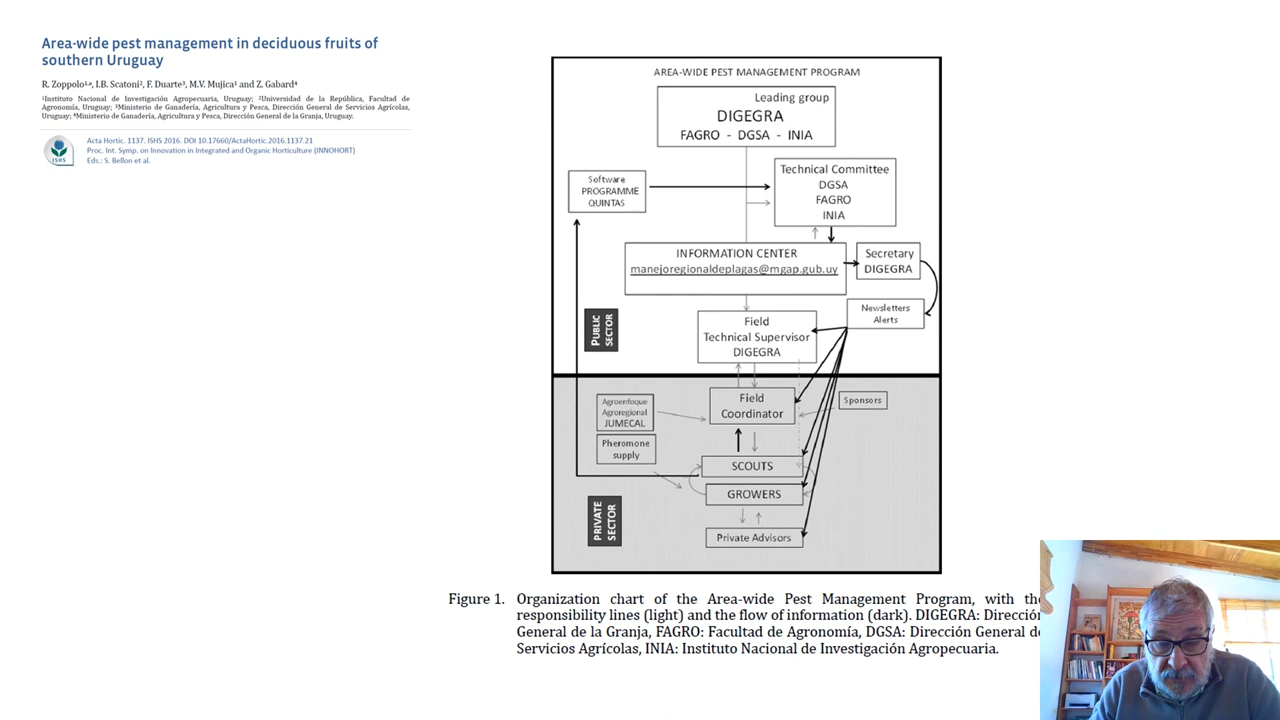 Area-wide pest management in deciduous fruits of
southern Uruguay
R. Zoppolo¹,ᵃ, I.B. Scatoni², F. Duarte³, M.V. Mujica¹ and Z. Gabard⁴
¹Instituto Nacional de Investigación Agropecuaria, Uruguay; ²Universidad de la República, Facultad de
Agronomía, Uruguay; ³Ministerio de Ganadería, Agricultura y Pesca, Dirección General de Servicios Agrícolas,
Uruguay; ⁴Ministerio de Ganadería, Agricultura y Pesca, Dirección General de la Granja, Uruguay.
ISHS
Acta Hortic. 1137. ISHS 2016. DOI 10.17660/ActaHortic.2016.1137.21
Proc. Int. Symp. on Innovation in Integrated and Organic Horticulture (INNOHORT)
Eds.: S. Bellon et al.
AREA-WIDE PEST MANAGEMENT PROGRAM
Leading group
DIGEGRA
FAGRO - DGSA - INIA
Software
PROGRAMME
QUINTAS
Technical Committee
DGSA
FAGRO
INIA
INFORMATION CENTER
manejoregionaldeplagas@mgap.gub.uy
Secretary
DIGEGRA
Newsletters
Alerts
PUBLIC
SECTOR
Field
Technical Supervisor
DIGEGRA
Agroenfoque
Agroregional
JUMECAL
Field
Coordinator
Sponsors
Pheromone
supply
SCOUTS
GROWERS
PRIVATE
SECTOR
Private Advisors
Figure 1. Organization chart of the Area-wide Pest Management Program, with the
responsibility lines (light) and the flow of information (dark). DIGEGRA: Dirección
General de la Granja, FAGRO: Facultad de Agronomía, DGSA: Dirección General de
Servicios Agrícolas, INIA: Instituto Nacional de Investigación Agropecuaria.